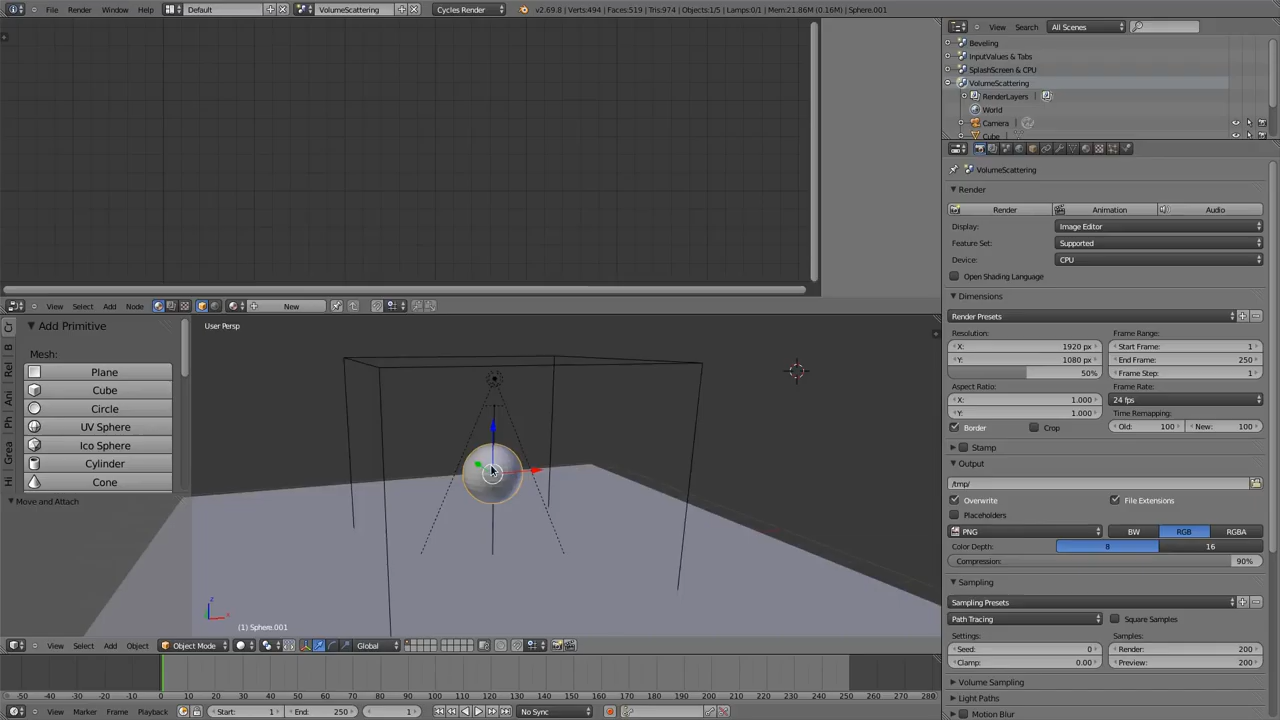 File Render Window Help Default VolumeScattering Cycles Render v2.69.8 | Verts:494 | Faces:519 | Tris:974 | Objects:1/5 | Lamps:0/1 | Mem:21.86M (0.16M) | Sphere.001
View Search All Scenes
Beveling
InputValues & Tabs
SplashScreen & CPU
VolumeScattering
RenderLayers
World
Camera
Cube
VolumeScattering
Render
Render Animation Audio
Display: Image Editor
Feature Set: Supported
Device: CPU
Open Shading Language
Dimensions
Render Presets
Resolution: Frame Range:
X: 1920 px Start Frame: 1
Y: 1080 px End Frame: 250
50% Frame Step: 1
Aspect Ratio: Frame Rate:
X: 1.000 24 fps
Y: 1.000 Time Remapping:
Border Crop Old: 100 New: 100
Stamp
Output
/tmp/
Overwrite File Extensions
Placeholders
PNG BW RGB RGBA
Color Depth: 8 16
Compression: 90%
Sampling
Sampling Presets
Path Tracing Square Samples
Settings: Samples:
Seed: 0 Render: 200
Clamp: 0.00 Preview: 200
Volume Sampling
Light Paths
Motion Blur
View Select Add Node New
Add Primitive
Mesh:
Plane
Cube
Circle
UV Sphere
Ico Sphere
Cylinder
Cone
Move and Attach
Cr
B
Rel
Ani
Ph
Grea
Hi
User Persp
z
x
(1) Sphere.001
View Select Add Object Object Mode Global
-50 -40 -30 -20 -10 0 10 20 30 40 50 60 70 80 90 100 110 120 130 140 150 160 170 180 190 200 210 220 230 240 250 260 270 280
View Marker Frame Playback Start: 1 End: 250 1 No Sync